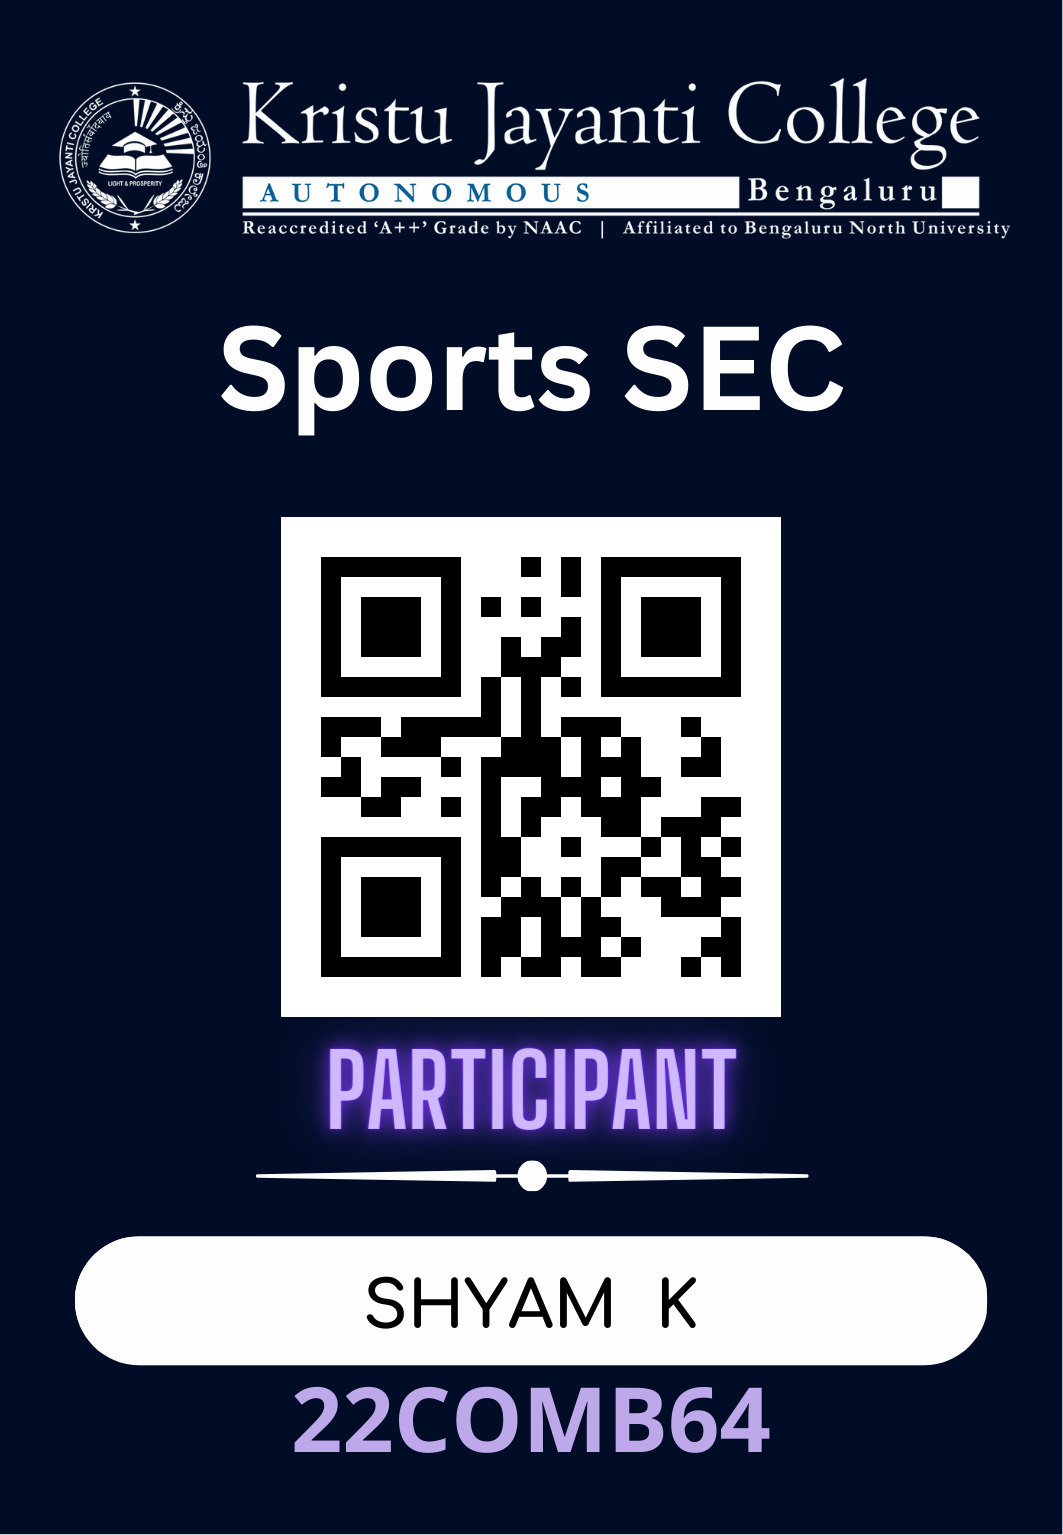 Kristu Jayanti College
AUTONOMOUS Bengaluru
Reaccredited ‘A++’ Grade by NAAC | Affiliated to Bengaluru North University
KRISTU JAYANTI COLLEGE
LIGHT & PROSPERITY
Sports SEC
PARTICIPANT
SHYAM K
22COMB64